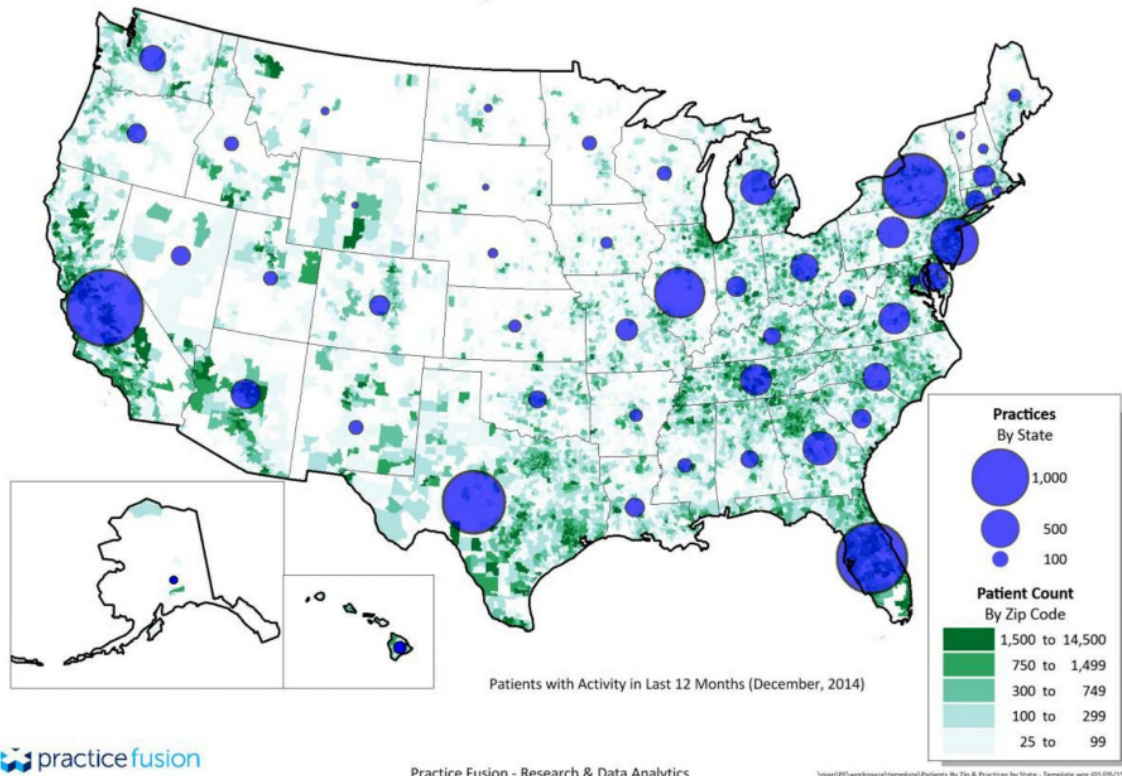 Practices
By State
1,000
500
100
Patient Count
By Zip Code
1,500 to 14,500
750 to 1,499
300 to 749
100 to 299
25 to 99
Patients with Activity in Last 12 Months (December, 2014)
practice fusion
Practice Fusion - Research & Data Analytics